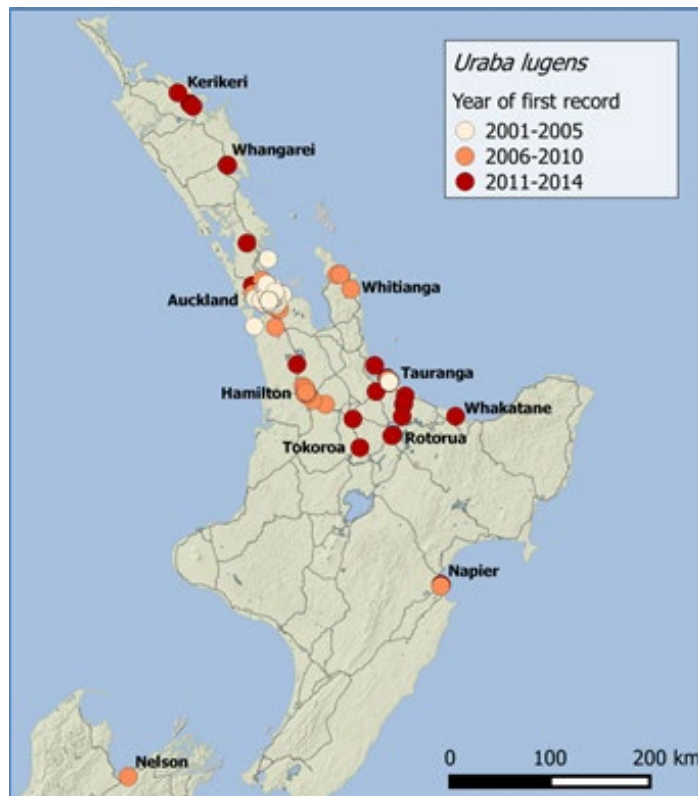 Kerikeri
Uraba lugens
Year of first record
2001-2005
2006-2010
2011-2014
Whangarei
Auckland
Whitianga
Tauranga
Hamilton
Whakatane
Rotorua
Tokoroa
Napier
Nelson
0 100 200 km